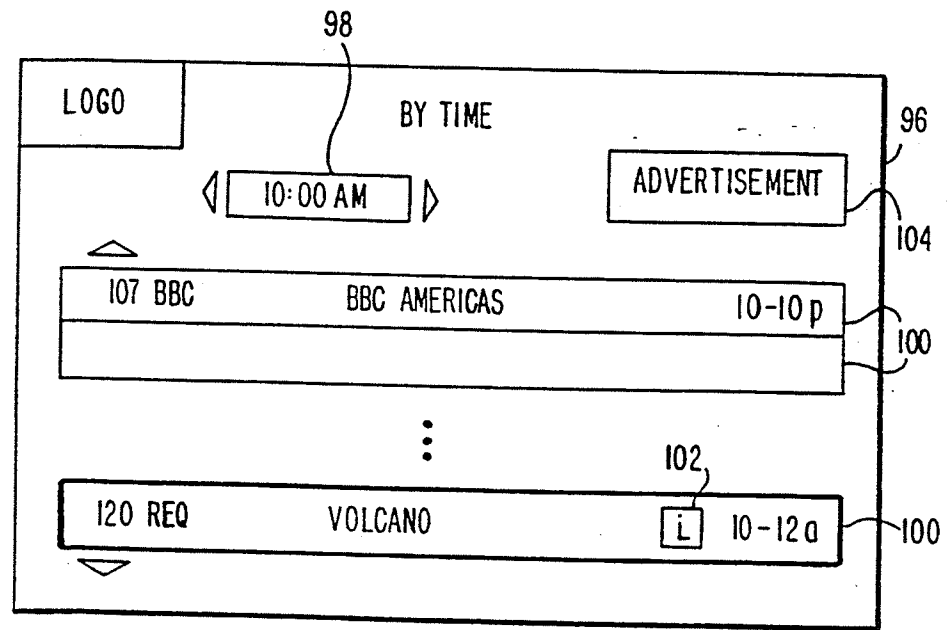 98
LOGO
BY TIME
96
10:00 AM
ADVERTISEMENT
104
107 BBC BBC AMERICAS 10-10 p
100
102
120 REQ VOLCANO i 10-12 a
100